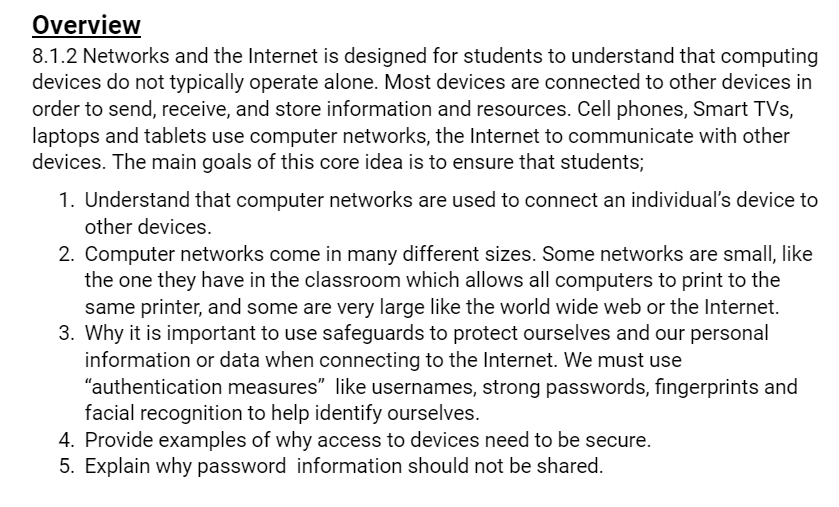 Overview
8.1.2 Networks and the Internet is designed for students to understand that computing
devices do not typically operate alone. Most devices are connected to other devices in
order to send, receive, and store information and resources. Cell phones, Smart TVs,
laptops and tablets use computer networks, the Internet to communicate with other
devices. The main goals of this core idea is to ensure that students;
1. Understand that computer networks are used to connect an individual's device to
other devices.
2. Computer networks come in many different sizes. Some networks are small, like
the one they have in the classroom which allows all computers to print to the
same printer, and some are very large like the world wide web or the Internet.
3. Why it is important to use safeguards to protect ourselves and our personal
information or data when connecting to the Internet. We must use
“authentication measures”  like usernames, strong passwords, fingerprints and
facial recognition to help identify ourselves.
4. Provide examples of why access to devices need to be secure.
5. Explain why password  information should not be shared.